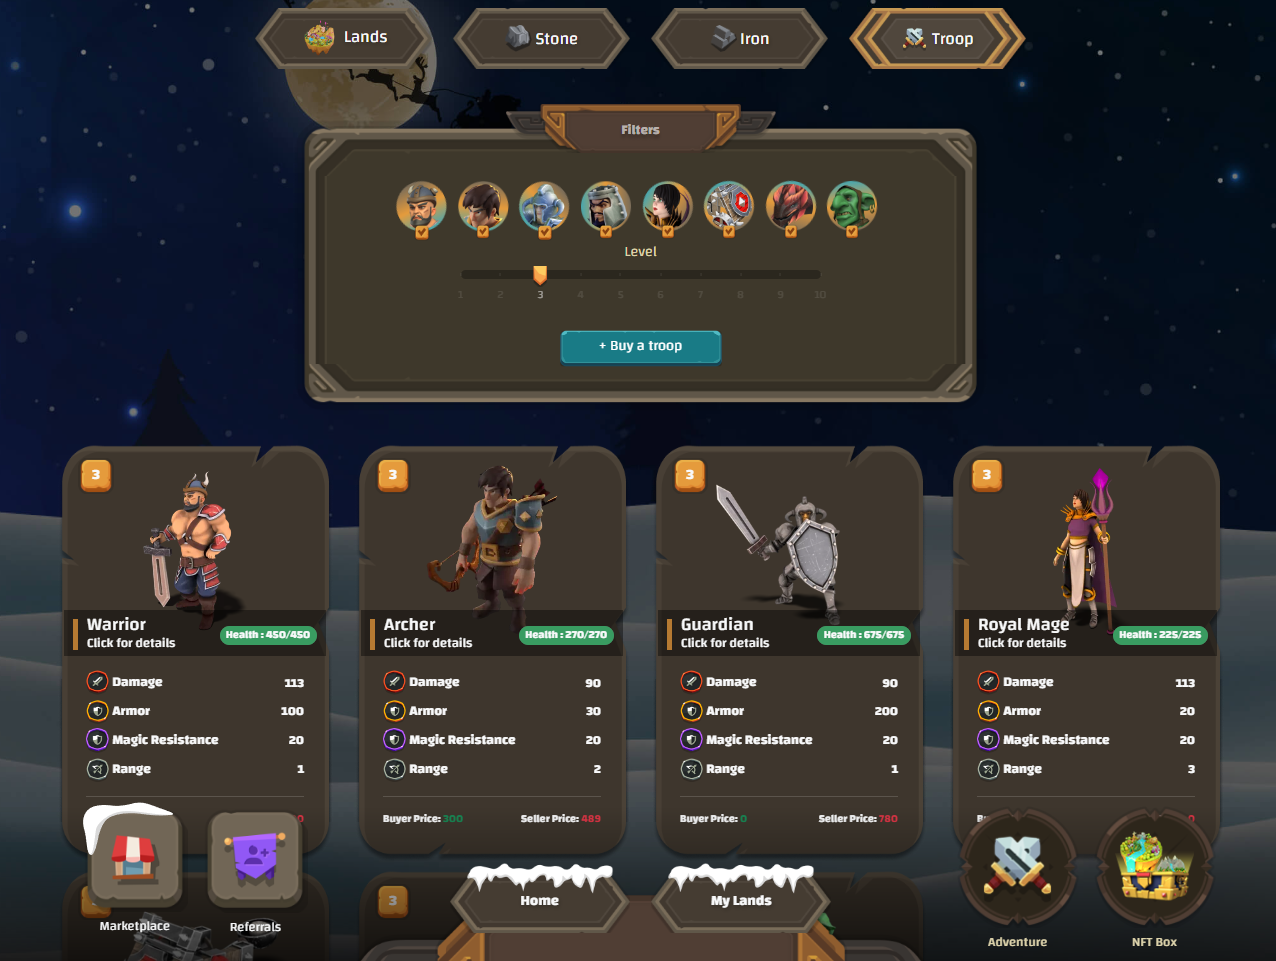 Lands
Stone
Iron
Troop
Filters
Level
1 2 3 4 5 6 7 8 9 10
+ Buy a troop
3
Warrior
Click for details
Health : 450/450
Damage 113
Armor 100
Magic Resistance 20
Range 1
3
Archer
Click for details
Health : 270/270
Damage 90
Armor 30
Magic Resistance 20
Range 2
Buyer Price: 300 Seller Price: 489
3
Guardian
Click for details
Health : 675/675
Damage 90
Armor 200
Magic Resistance 20
Range 1
Buyer Price: 0 Seller Price: 780
3
Royal Mage
Click for details
Health : 225/225
Damage 113
Armor 20
Magic Resistance 20
Range 3
3
Marketplace
Referrals
Home
My Lands
Adventure
NFT Box